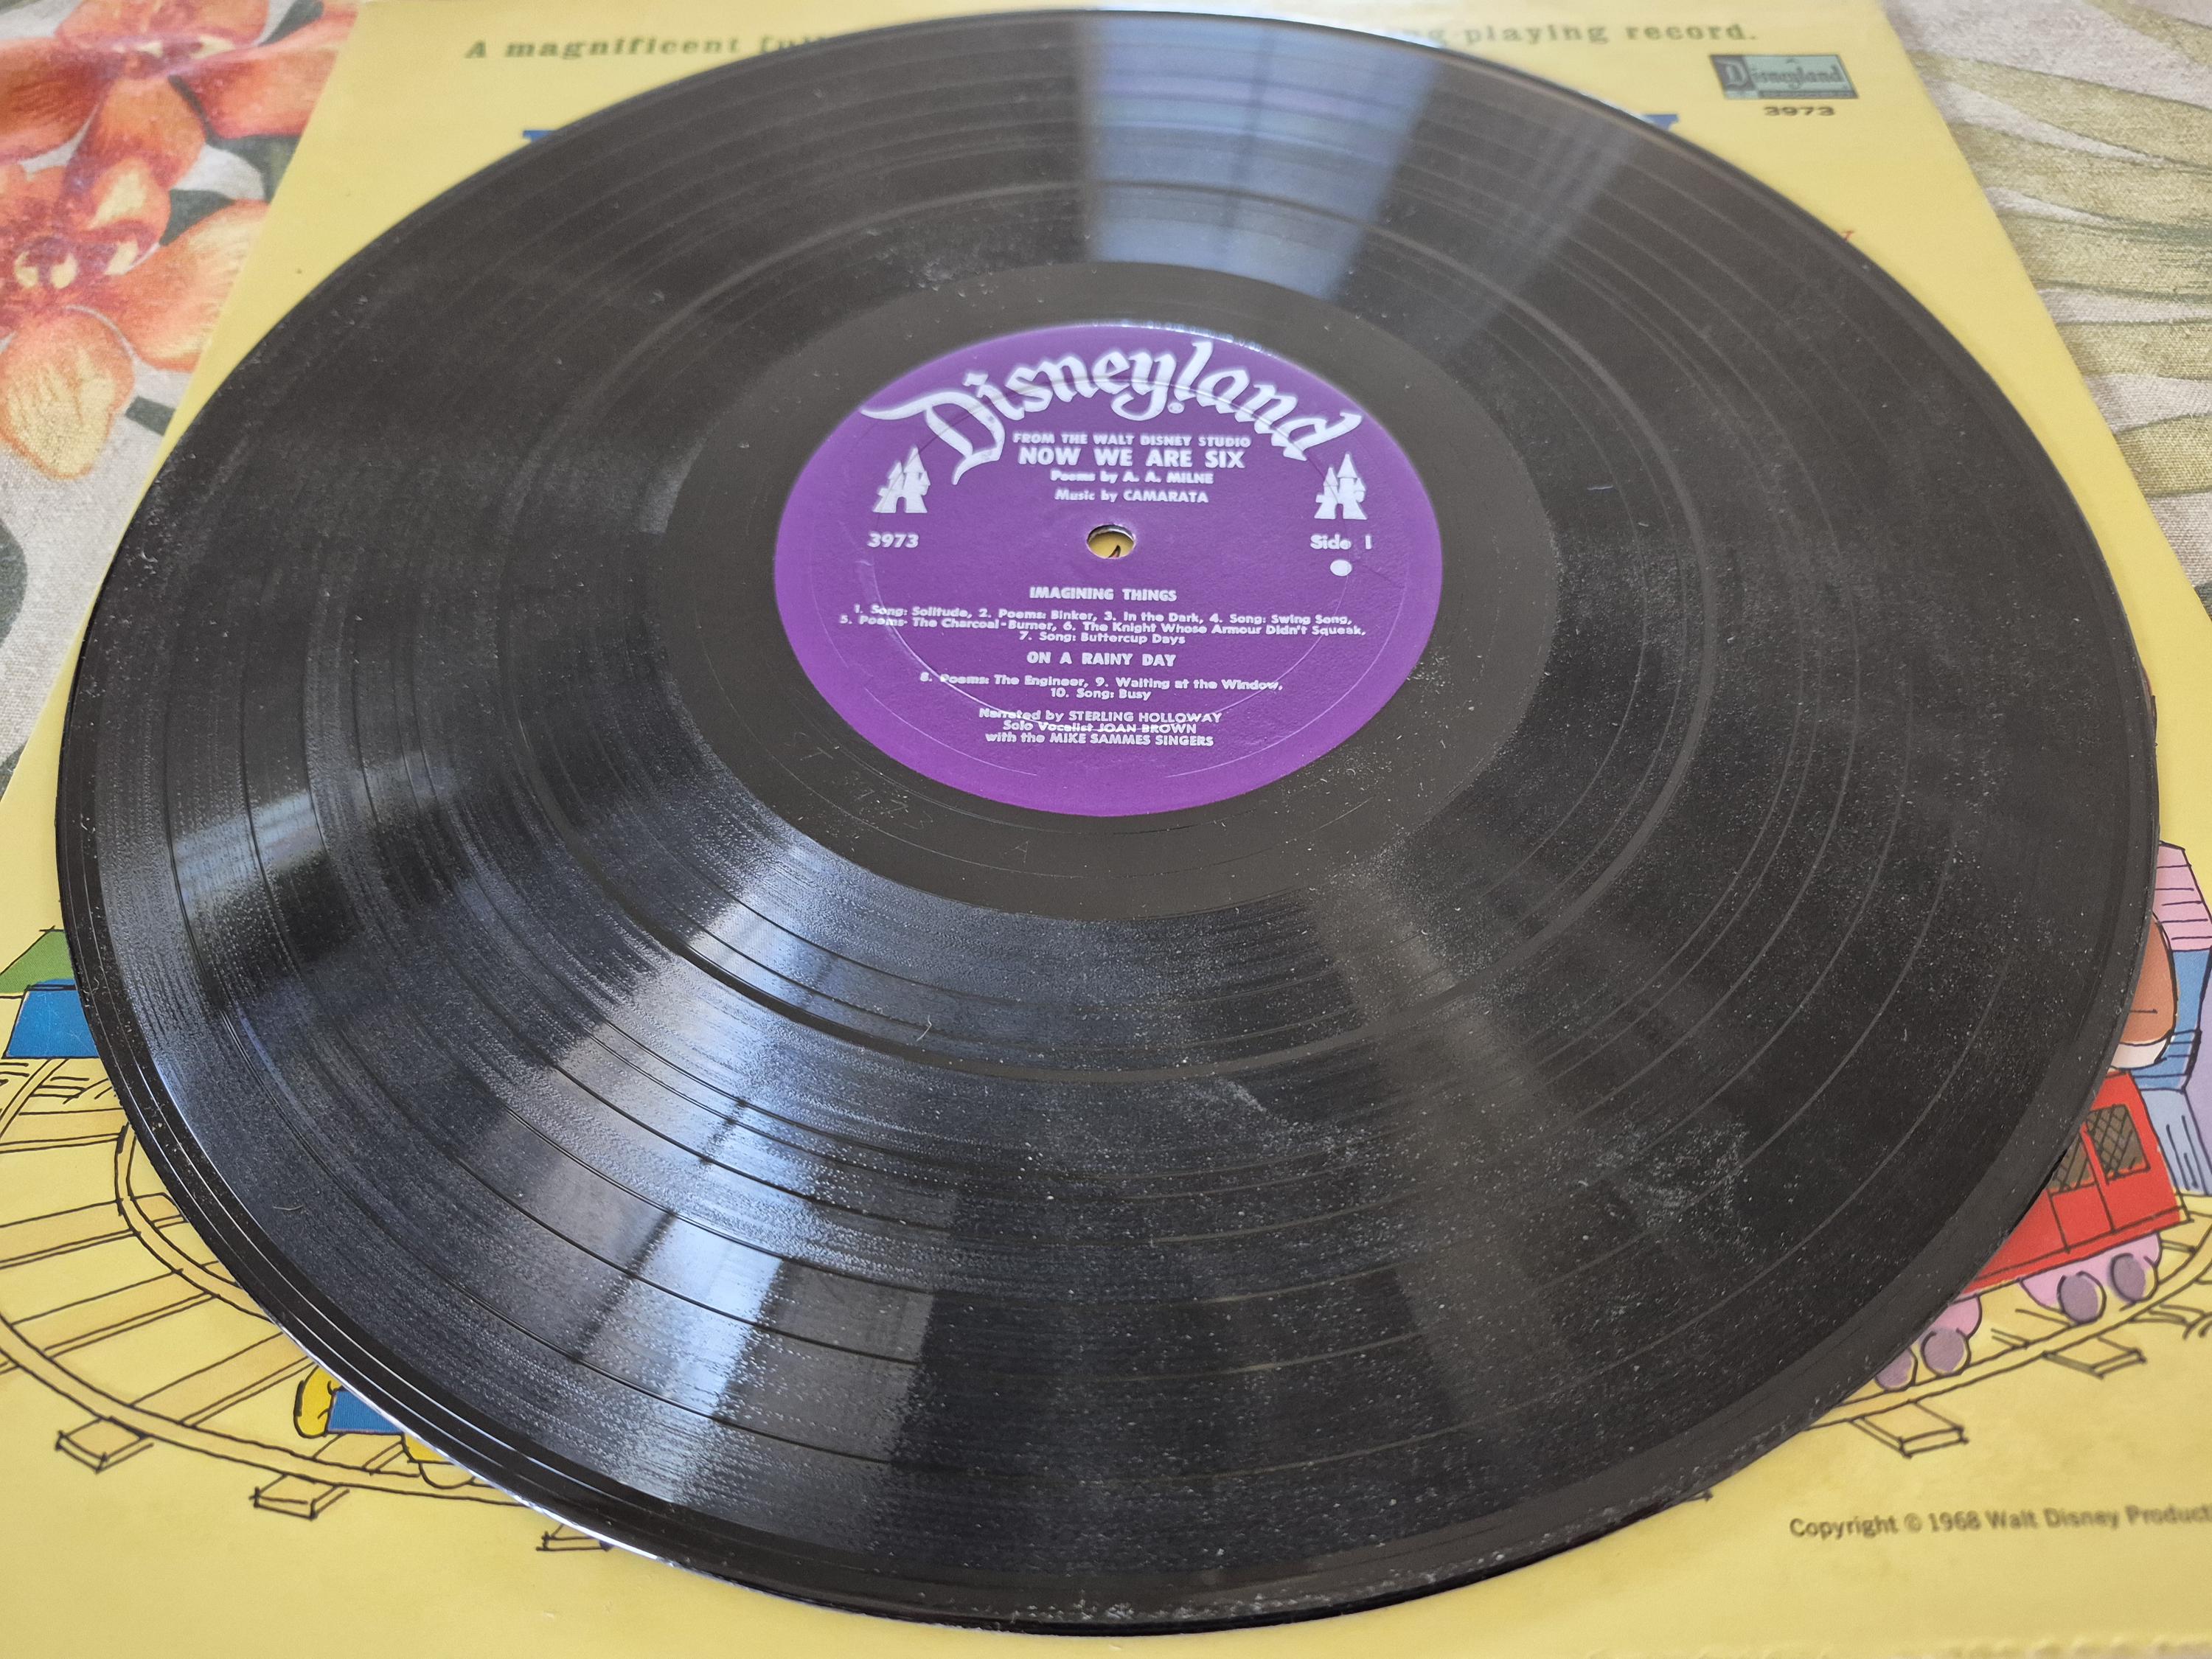 A magnificent
playing record.
Disneyland
3973
Disneyland
FROM THE WALT DISNEY STUDIO
NOW WE ARE SIX
Poems by A. A. MILNE
Music by CAMARATA
3973
Side 1
IMAGINING THINGS
1. Song: Solitude, 2. Poems: Binker, 3. In the Dark, 4. Song: Swing Song,
5. Poems: The Charcoal-Burner, 6. The Knight Whose Armour Didn't Squeak,
7. Song: Buttercup Days
ON A RAINY DAY
8. Poems: The Engineer, 9. Waiting at the Window,
10. Song: Busy
Narrated by STERLING HOLLOWAY
Solo Vocalist JOAN BROWN
with the MIKE SAMMES SINGERS
Copyright © 1968 Walt Disney Product